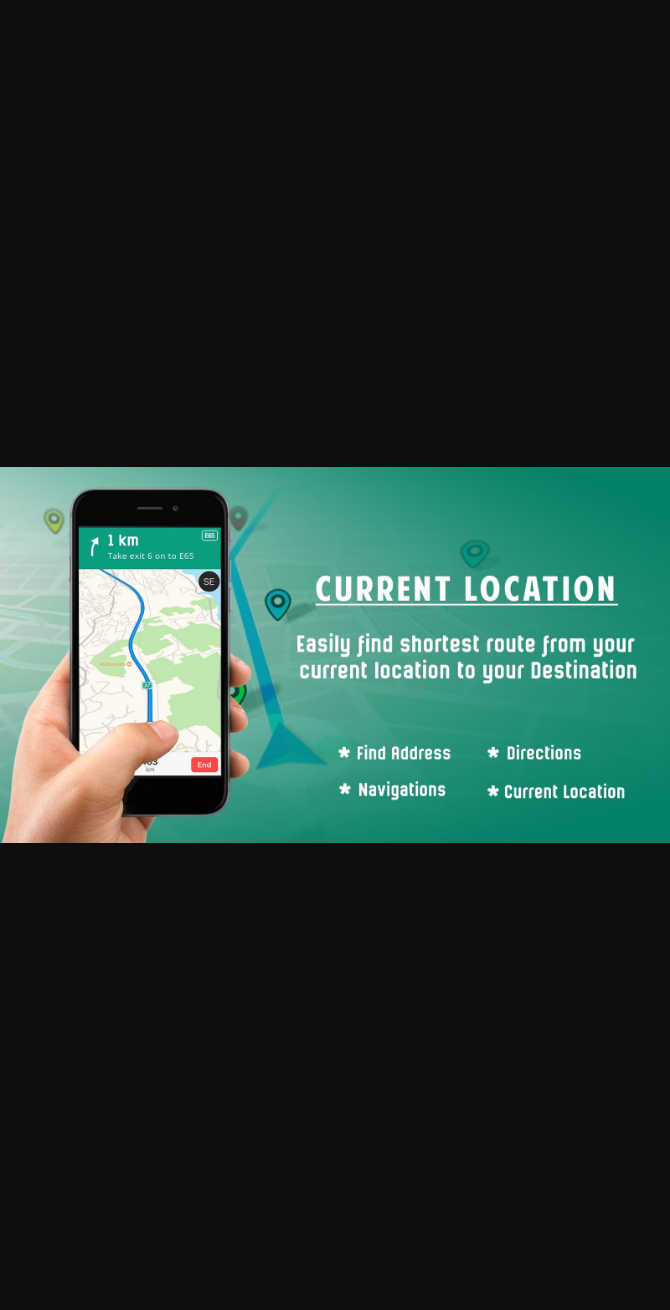 1 km
E65
Take exit 6 on to E65
SE
A7
km
End
CURRENT LOCATION
Easily find shortest route from your
current location to your Destination
* Find Address
* Directions
* Navigations
* Current Location